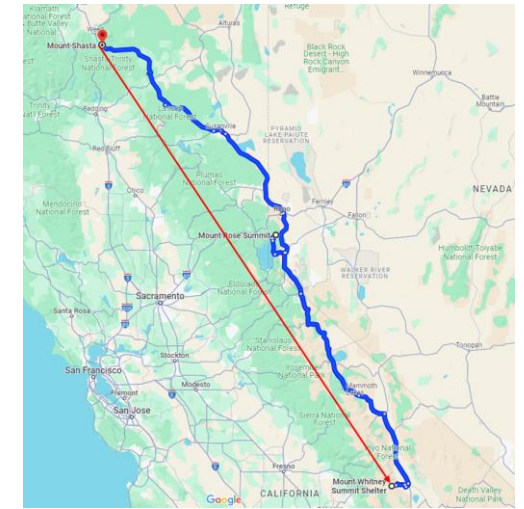 Klamath
National
Forest
& Butte Valley
National
Weed
Mount-Shasta
Shasta-Trinity
National Forest
Alturas
Refuge
Black Rock
Desert - High
Rock Canyon
Emigrant...
Winnemucca
Battle
Mountain
Trinity
Redding
National Forest
Susanville
Red Bluff
PYRAMID
LAKE PAIUTE
RESERVATION
Plumas
National Forest
Chico
NEVADA
Mendocino
National Forest
Reno
Fernley
Fallon
Mount Rose Summit
Humboldt-Toiyabe
National Forest
WALKER RIVER
RESERVATION
Eldorado
National Forest
Sacramento
Santa Rosa
Stanislaus
National Forest
Tonopah
Stockton
Yosemite
National Park
San Francisco
Modesto
Mammoth
Lakes
Fremont
San Jose
Sierra National
Forest
Inyo National
Forest
Fresno
Mount-Whitney
Summit Shelter
Google
CALIFORNIA
Death Valley
National Park